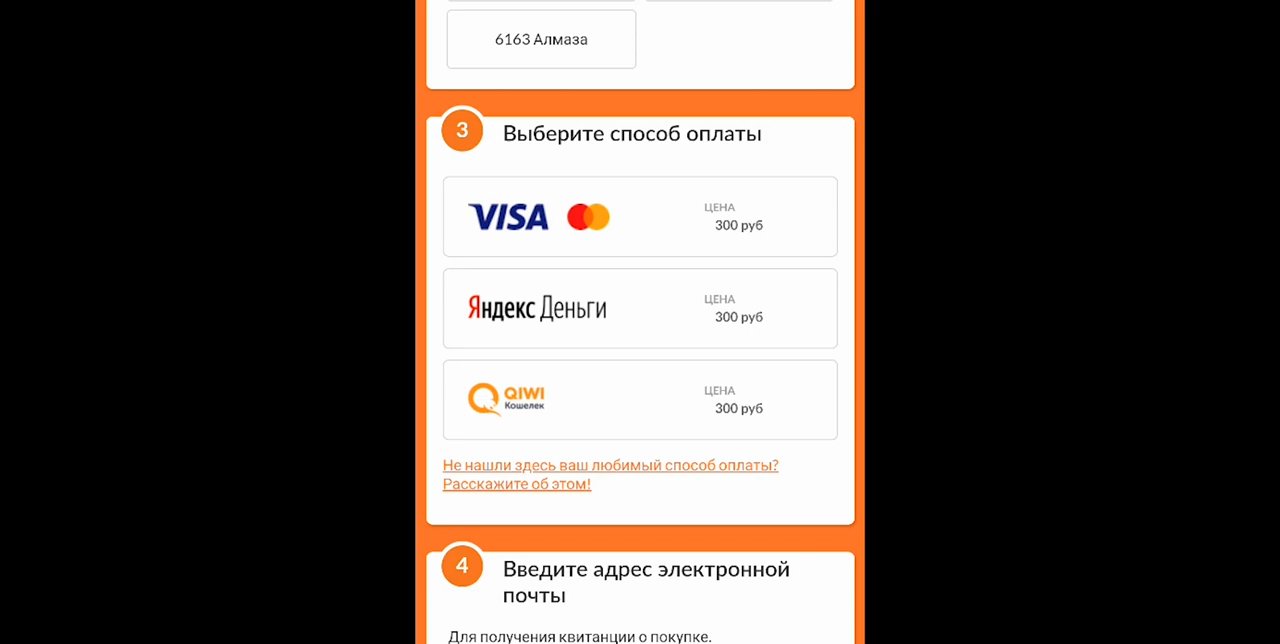 6163 Алмаза
3
Выберите способ оплаты
VISA
ЦЕНА
300 руб
Яндекс Деньги
ЦЕНА
300 руб
QIWI
Кошелек
ЦЕНА
300 руб
Не нашли здесь ваш любимый способ оплаты?
Расскажите об этом!
4
Введите адрес электронной
почты
Для получения квитанции о покупке.